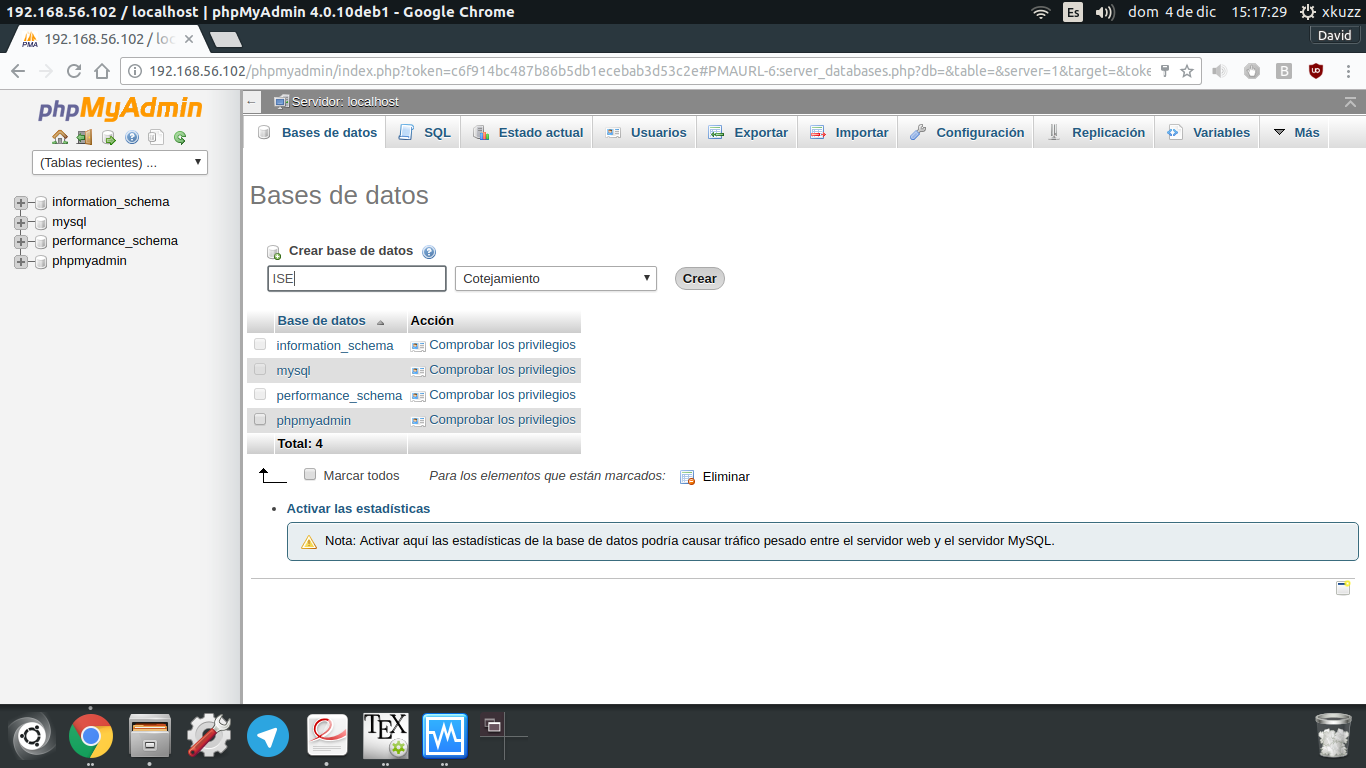 192.168.56.102 / localhost | phpMyAdmin 4.0.10deb1 - Google Chrome
Es
dom 4 de dic 15:17:29 xkuzz
PMA 192.168.56.102 / loc
David
192.168.56.102/phpmyadmin/index.php?token=c6f914bc487b86b5db1ecebab3d53c2e#PMAURL-6:server_databases.php?db=&table=&server=1&target=&toke
phpMyAdmin
(Tablas recientes) ...
information_schema
mysql
performance_schema
phpmyadmin
Servidor: localhost
Bases de datos SQL Estado actual Usuarios Exportar Importar Configuración Replicación Variables Más
Bases de datos
Crear base de datos
ISE Cotejamiento Crear
Base de datos Acción
information_schema Comprobar los privilegios
mysql Comprobar los privilegios
performance_schema Comprobar los privilegios
phpmyadmin Comprobar los privilegios
Total: 4
Marcar todos Para los elementos que están marcados: Eliminar
Activar las estadísticas
Nota: Activar aquí las estadísticas de la base de datos podría causar tráfico pesado entre el servidor web y el servidor MySQL.
TEX